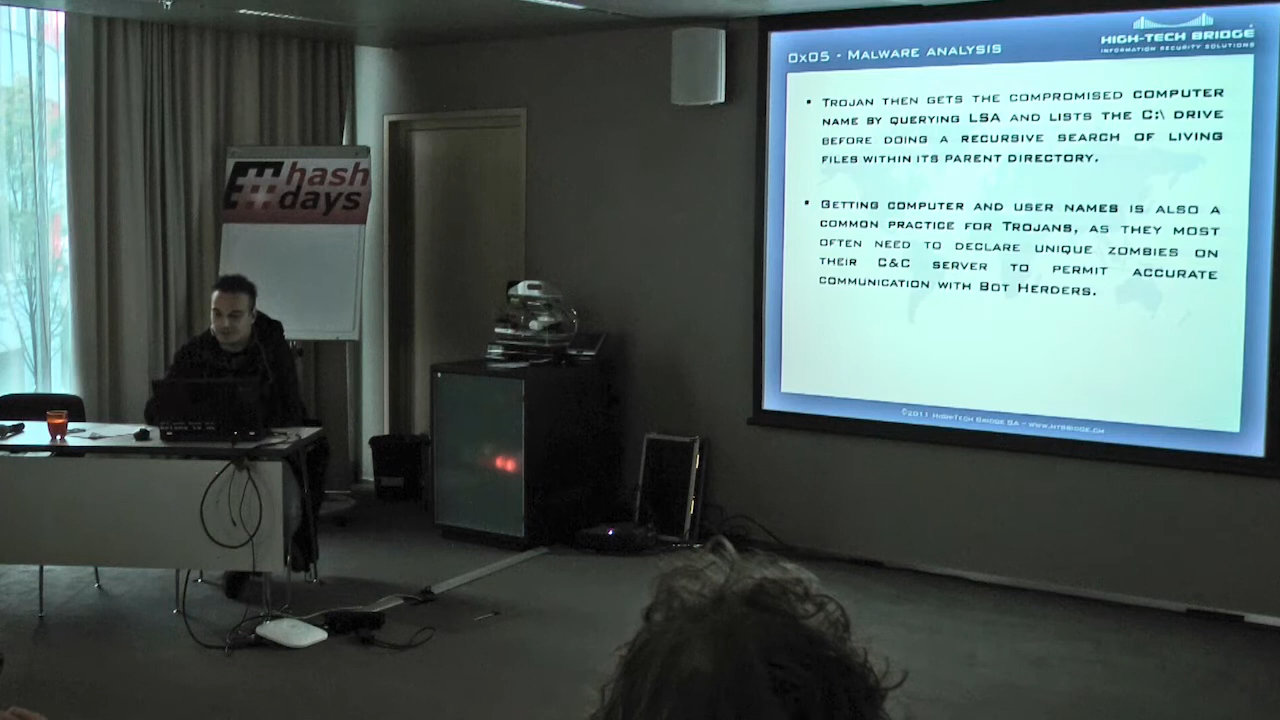 hash
days
0x05 - Malware analysis
HIGH-TECH BRIDGE
INFORMATION SECURITY SOLUTIONS
▪ Trojan then gets the compromised computer
name by querying LSA and lists the C:\ drive
before doing a recursive search of living
files within its parent directory.
▪ Getting computer and user names is also a
common practice for Trojans, as they most
often need to declare unique zombies on
their C&C server to permit accurate
communication with Bot Herders.
©2011 High-Tech Bridge SA – www.htbridge.ch